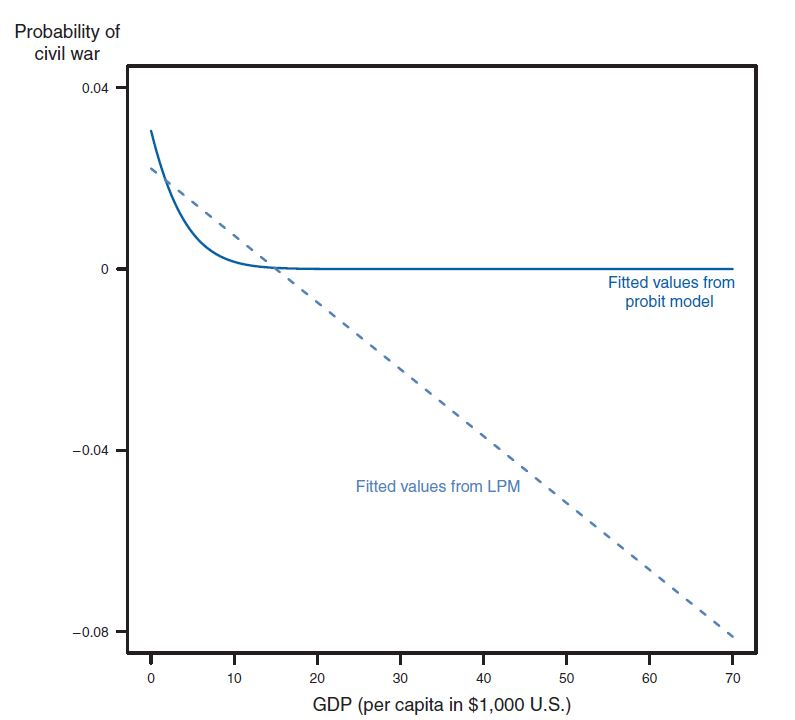 Probability of
civil war
0.04
0
Fitted values from
probit model
−0.04
Fitted values from LPM
−0.08
0 10 20 30 40 50 60 70
GDP (per capita in $1,000 U.S.)